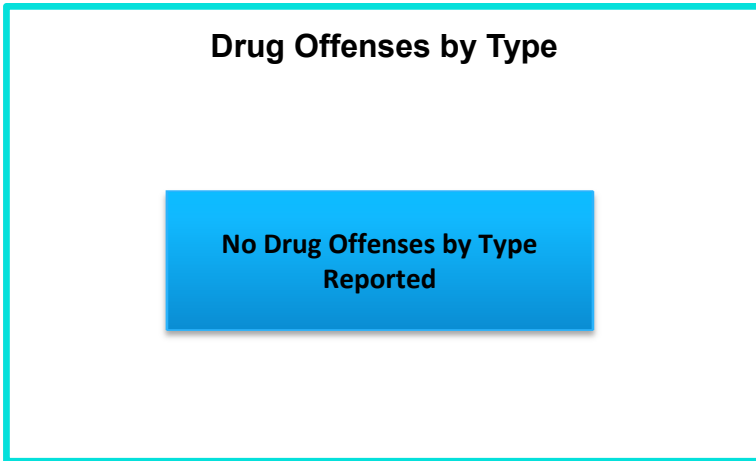 Drug Offenses by Type
No Drug Offenses by Type
Reported